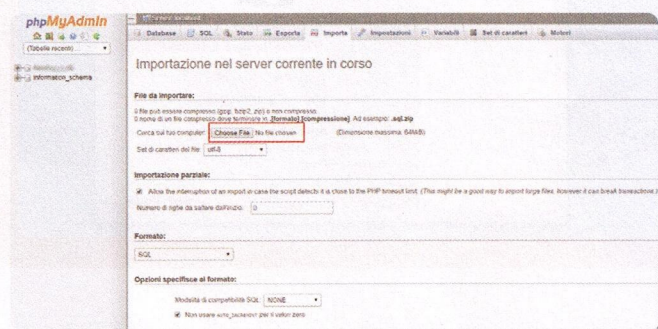 phpMyAdmin
(Tabelle recenti) ...
information_schema
Database SQL Stato Esporta Importa Impostazioni Variabili Set di caratteri Motori
Importazione nel server corrente in corso
File da importare:
Il file può essere compresso (gzip, bzip2, zip) o non compresso.
Il nome di un file compresso deve terminare in .[formato].[compressione]. Ad esempio: .sql.zip
Cerca sul tuo computer: Choose File No file chosen (Dimensione massima: 64MiB)
Set di caratteri del file: utf-8
Importazione parziale:
Allow the interruption of an import in case the script detects it is close to the PHP timeout limit. (This might be a good way to import large files, however it can break transactions.)
Numero di righe da saltare dall'inizio: 0
Formato:
SQL
Opzioni specifiche al formato:
Modalità di compatibilità SQL: NONE
Non usare AUTO_INCREMENT per il valor zero